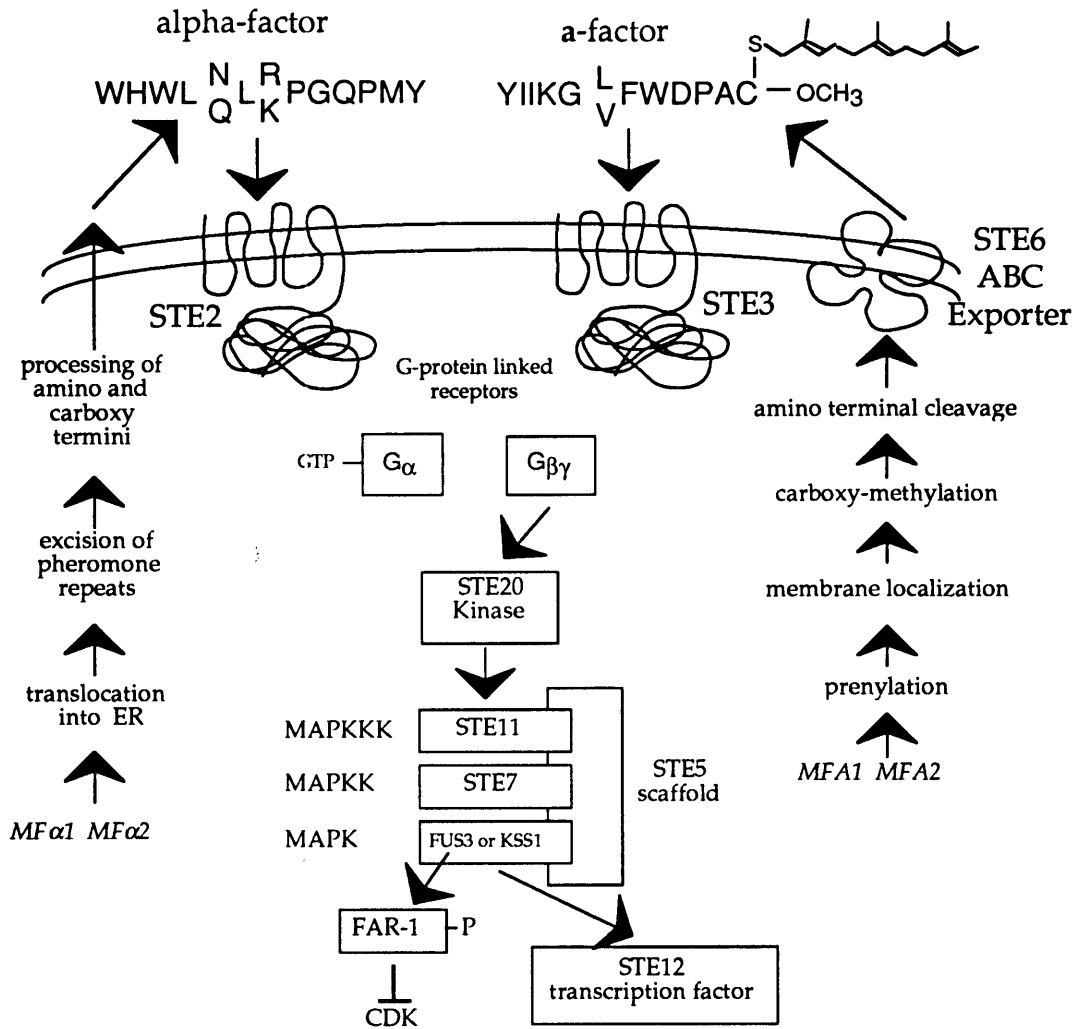 alpha-factor
a-factor
S
N R
WHWL L PGQPMY
Q K
L
YIIKG FWDPAC — OCH3
V
STE6
ABC
Exporter
STE2
STE3
G-protein linked
receptors
processing of
amino and
carboxy
termini
excision of
pheromone
repeats
translocation
into ER
MFα1 MFα2
GTP
Gα
Gβγ
STE20
Kinase
MAPKKK
STE11
MAPKK
STE7
MAPK
FUS3 or KSS1
STE5
scaffold
FAR-1
P
CDK
STE12
transcription factor
amino terminal cleavage
carboxy-methylation
membrane localization
prenylation
MFA1 MFA2